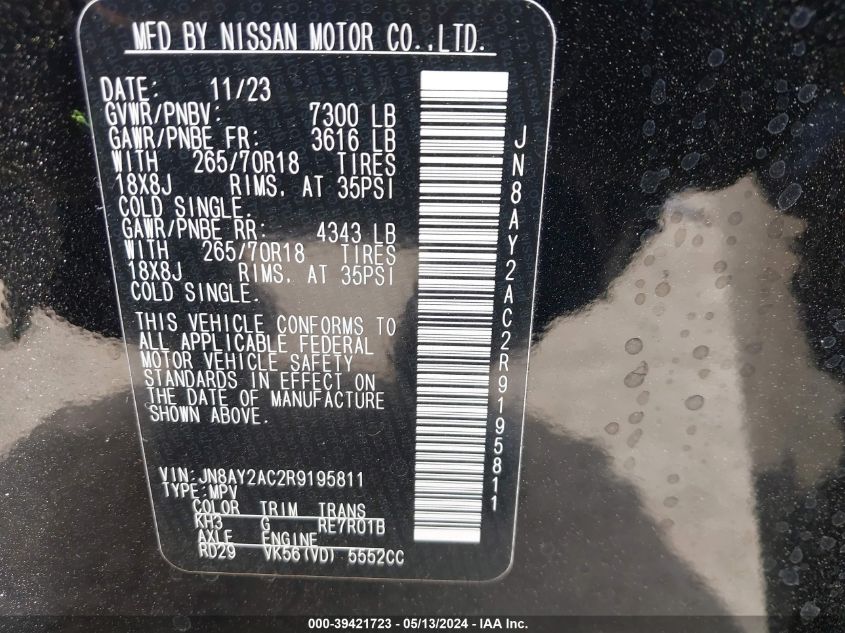 MFD BY NISSAN MOTOR CO.,LTD.
DATE: 11/23
GVWR/PNBV: 7300 LB
GAWR/PNBE FR: 3616 LB
WITH 265/70R18 TIRES
18X8J RIMS, AT 35PSI
COLD SINGLE.
GAWR/PNBE RR: 4343 LB
WITH 265/70R18 TIRES
18X8J RIMS, AT 35PSI
COLD SINGLE.
THIS VEHICLE CONFORMS TO
ALL APPLICABLE FEDERAL
MOTOR VEHICLE SAFETY
STANDARDS IN EFFECT ON
THE DATE OF MANUFACTURE
SHOWN ABOVE.
VIN:JN8AY2AC2R9195811
TYPE:MPV
COLOR TRIM TRANS
KH3 G RE7R01B
AXLE ENGINE
RD29 VK56(VD) 5552CC
JN8AY2AC2R9195811
000-39421723 - 05/13/2024 - IAA Inc.